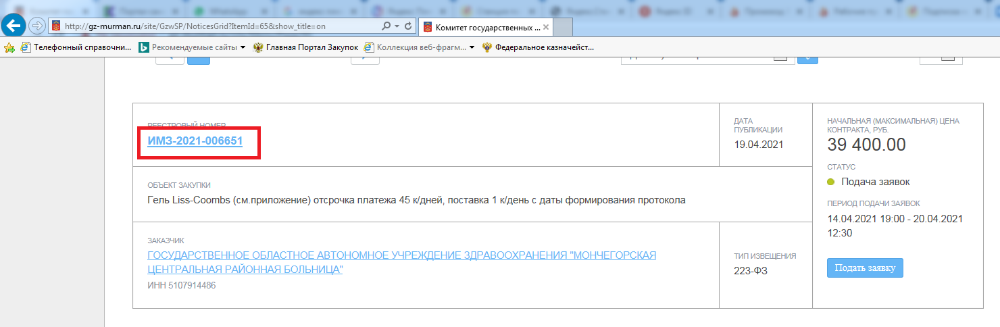 http://gz-murman.ru/site/GzwSP/NoticesGrid?ItemId=65&show_title=on
Комитет государственных ...
Телефонный справочни...
Рекомендуемые сайты
Главная Портал Закупок
Коллекция веб-фрагм...
Федеральное казначейст...
РЕЕСТРОВЫЙ НОМЕР
ИМЗ-2021-006651
ДАТА
ПУБЛИКАЦИИ
19.04.2021
НАЧАЛЬНАЯ (МАКСИМАЛЬНАЯ) ЦЕНА
КОНТРАКТА, РУБ.
39 400.00
СТАТУС
Подача заявок
ОБЪЕКТ ЗАКУПКИ
Гель Liss-Coombs (см.приложение) отсрочка платежа 45 к/дней, поставка 1 к/день с даты формирования протокола
ПЕРИОД ПОДАЧИ ЗАЯВОК
14.04.2021 19:00 - 20.04.2021
12:30
ЗАКАЗЧИК
ГОСУДАРСТВЕННОЕ ОБЛАСТНОЕ АВТОНОМНОЕ УЧРЕЖДЕНИЕ ЗДРАВООХРАНЕНИЯ "МОНЧЕГОРСКАЯ
ЦЕНТРАЛЬНАЯ РАЙОННАЯ БОЛЬНИЦА"
ИНН 5107914486
ТИП ИЗВЕЩЕНИЯ
223-ФЗ
Подать заявку